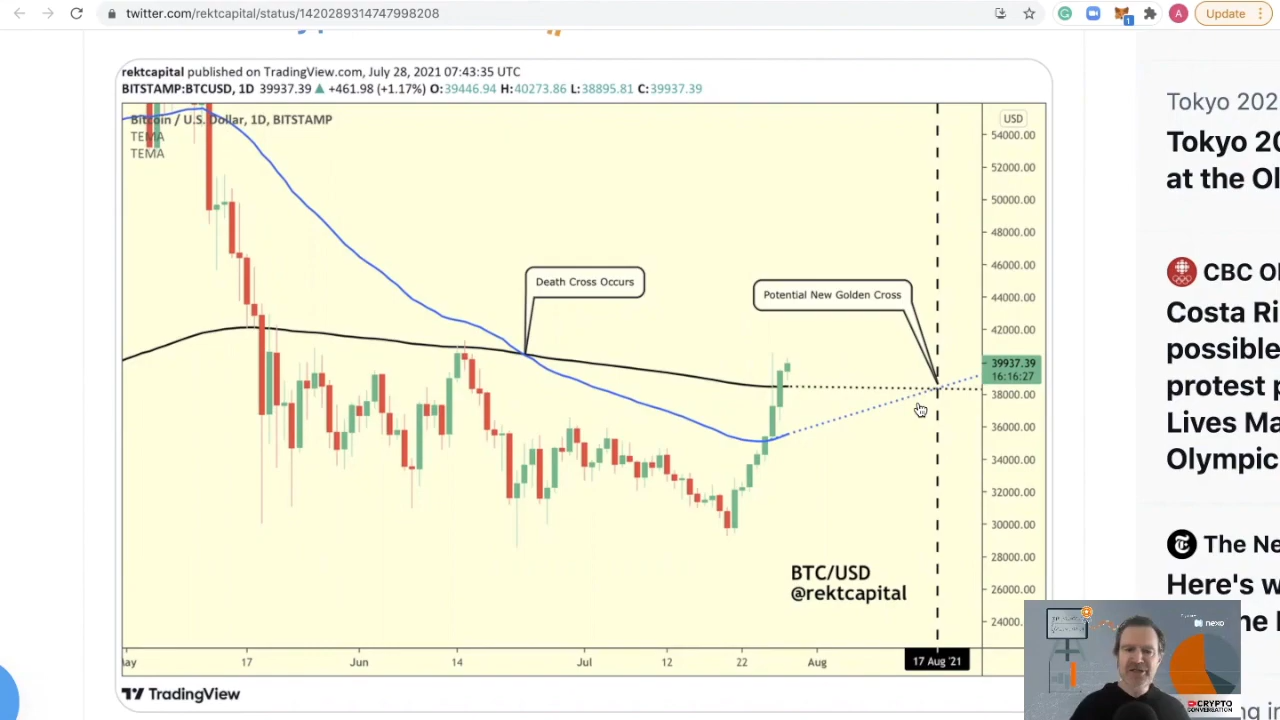 twitter.com/rektcapital/status/1420289314747998208
A
Update
1
rektcapital published on TradingView.com, July 28, 2021 07:43:35 UTC
BITSTAMP:BTCUSD, 1D 39937.39 ▲ +461.98 (+1.17%) O:39446.94 H:40273.86 L:38895.81 C:39937.39
Bitcoin / U.S. Dollar, 1D, BITSTAMP
TEMA
TEMA
USD
54000.00
52000.00
50000.00
48000.00
46000.00
44000.00
42000.00
39937.39
16:16:27
38000.00
36000.00
34000.00
32000.00
30000.00
28000.00
26000.00
24000.00
Death Cross Occurs
Potential New Golden Cross
BTC/USD
@rektcapital
17
Jun
14
Jul
12
22
Aug
17 Aug '21
TradingView
Tokyo 202
Tokyo 20
at the Ol
CBC Ol
Costa Ri
possible
protest p
Lives Ma
Olympic
The Ne
Here's w
nexo
CRYPTO
CONVERSATION